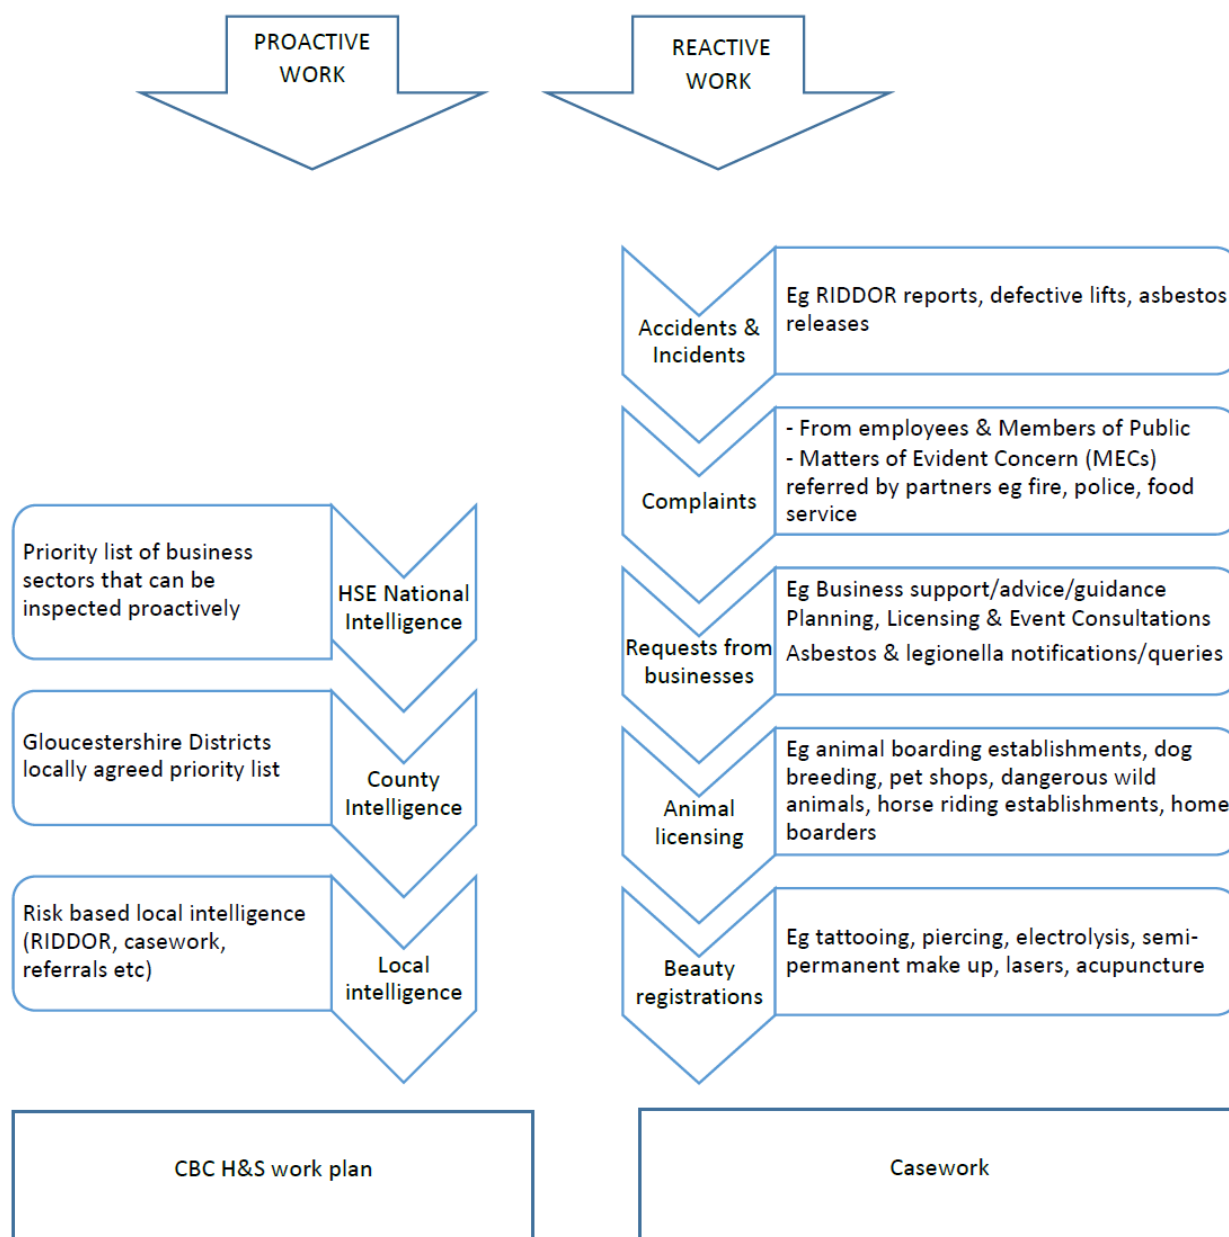 PROACTIVE
WORK
REACTIVE
WORK
Accidents &
Incidents
Eg RIDDOR reports, defective lifts, asbestos
releases
Complaints
- From employees & Members of Public
- Matters of Evident Concern (MECs)
referred by partners eg fire, police, food
service
Priority list of business
sectors that can be
inspected proactively
HSE National
Intelligence
Requests from
businesses
Eg Business support/advice/guidance
Planning, Licensing & Event Consultations
Asbestos & legionella notifications/queries
Gloucestershire Districts
locally agreed priority list
County
Intelligence
Animal
licensing
Eg animal boarding establishments, dog
breeding, pet shops, dangerous wild
animals, horse riding establishments, home
boarders
Risk based local intelligence
(RIDDOR, casework,
referrals etc)
Local
intelligence
Beauty
registrations
Eg tattooing, piercing, electrolysis, semi-
permanent make up, lasers, acupuncture
CBC H&S work plan
Casework